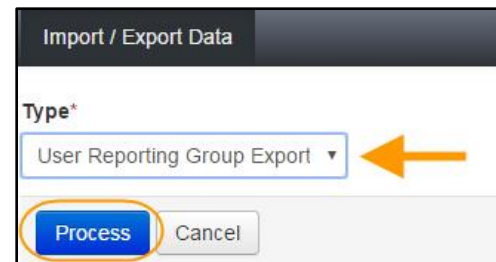 Import / Export Data
Type*
User Reporting Group Export
Process Cancel